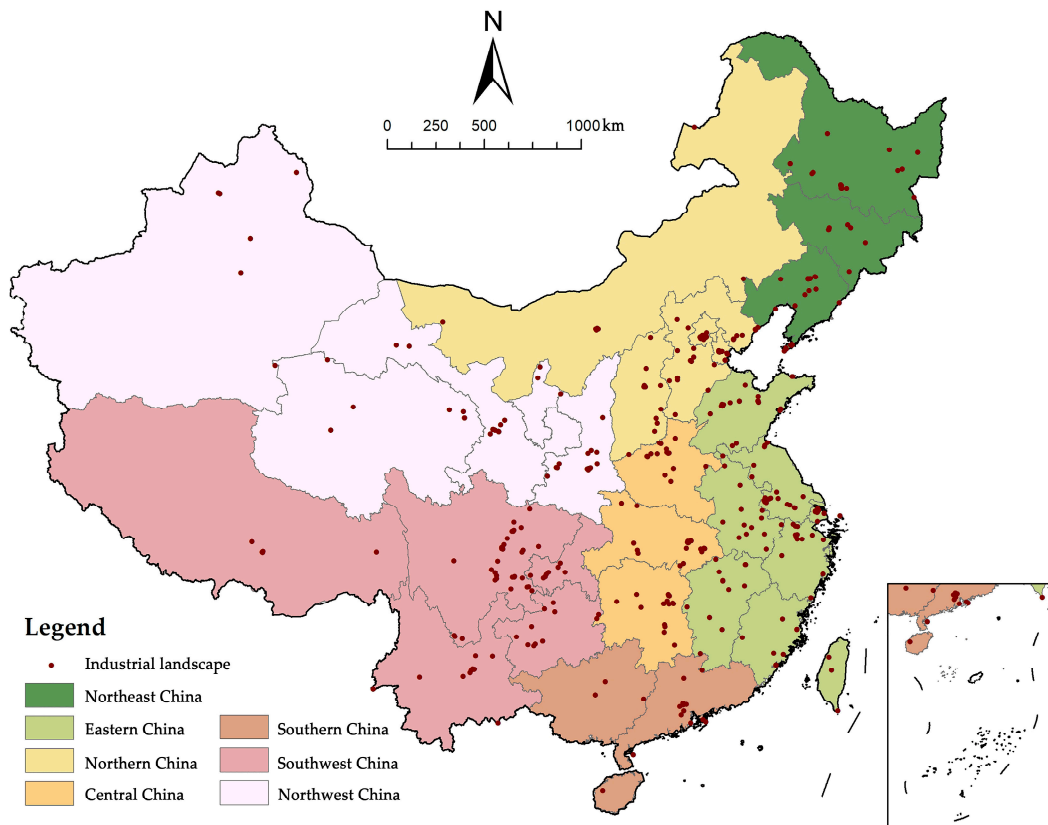 N
0 250 500 1000 km
Legend
Industrial landscape
Northeast China
Eastern China Southern China
Northern China Southwest China
Central China Northwest China